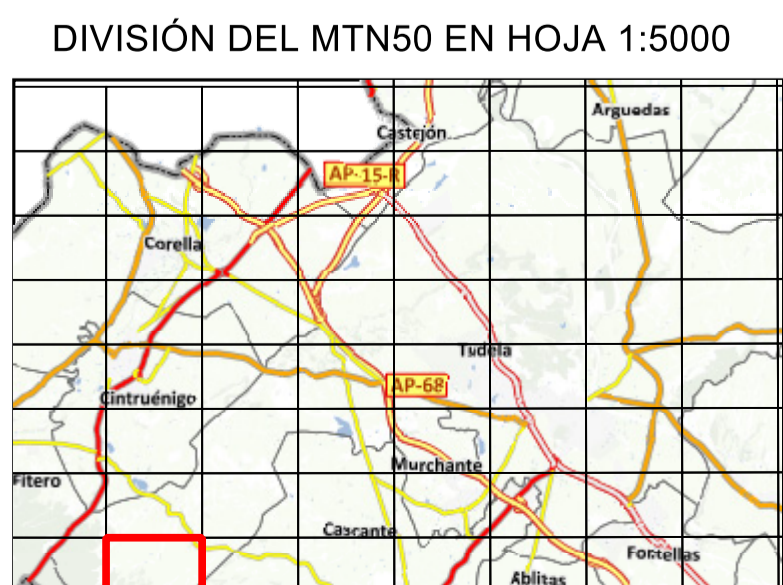 DIVISIÓN DEL MTN50 EN HOJA 1:5000
Arguedas
Castejón
AP-15-R
Corella
Tudela
AP-68
Cintruénigo
Murchante
Fitero
Cascante
Fontellas
Ablitas